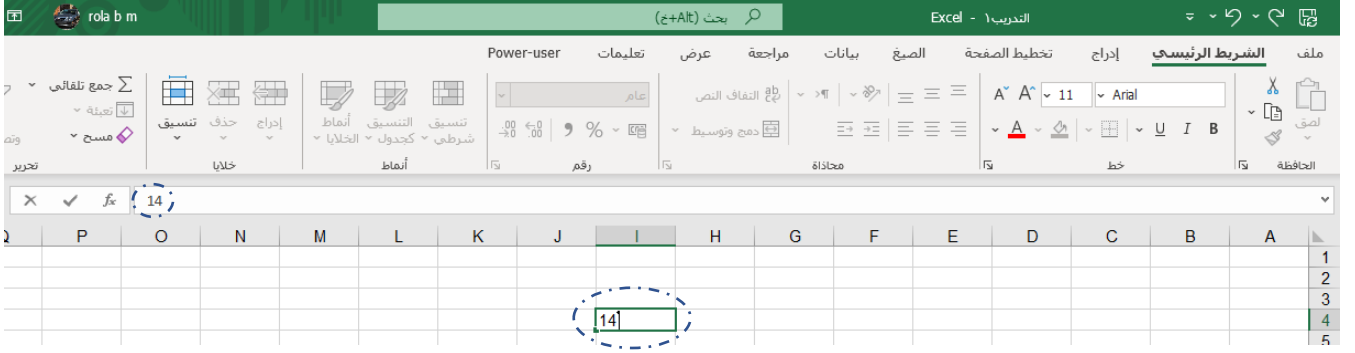 rola b m
بحث (Alt+خ)
التدريب١ - Excel
ملف الشريط الرئيسي إدراج تخطيط الصفحة الصيغ بيانات مراجعة عرض تعليمات Power-user
لصق Arial 11 A A التفاف النص عام تنسيق شرطي التنسيق كجدول أنماط الخلايا إدراج حذف تنسيق جمع تلقائي
تعبئة
B I U A دمج وتوسيط % مسح
الحافظة خط محاذاة رقم أنماط خلايا تحرير
fx 14
A B C D E F G H I J K L M N O P Q
1
2
3
14 4
5